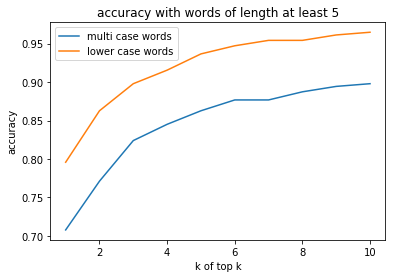 accuracy with words of length at least 5
multi case words
lower case words
accuracy
0.95
0.90
0.85
0.80
0.75
0.70
2 4 6 8 10
k of top k